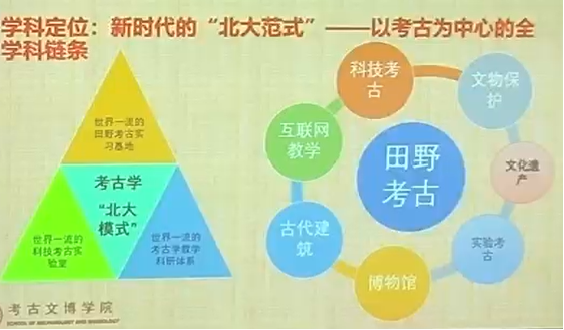 学科定位：新时代的“北大范式”——以考古为中心的全
学科链条
世界一流的
田野考古实
习基地
考古学
“北大
模式”
世界一流的
科技考古实
验室
世界一流的
考古学教学
科研体系
科技考
古
文物保
护
互联网
教学
田野
考古
文化遗
产
古代建
筑
实验考
古
博物馆
考古文博学院
SCHOOL OF ARCHAEOLOGY AND MUSEOLOGY